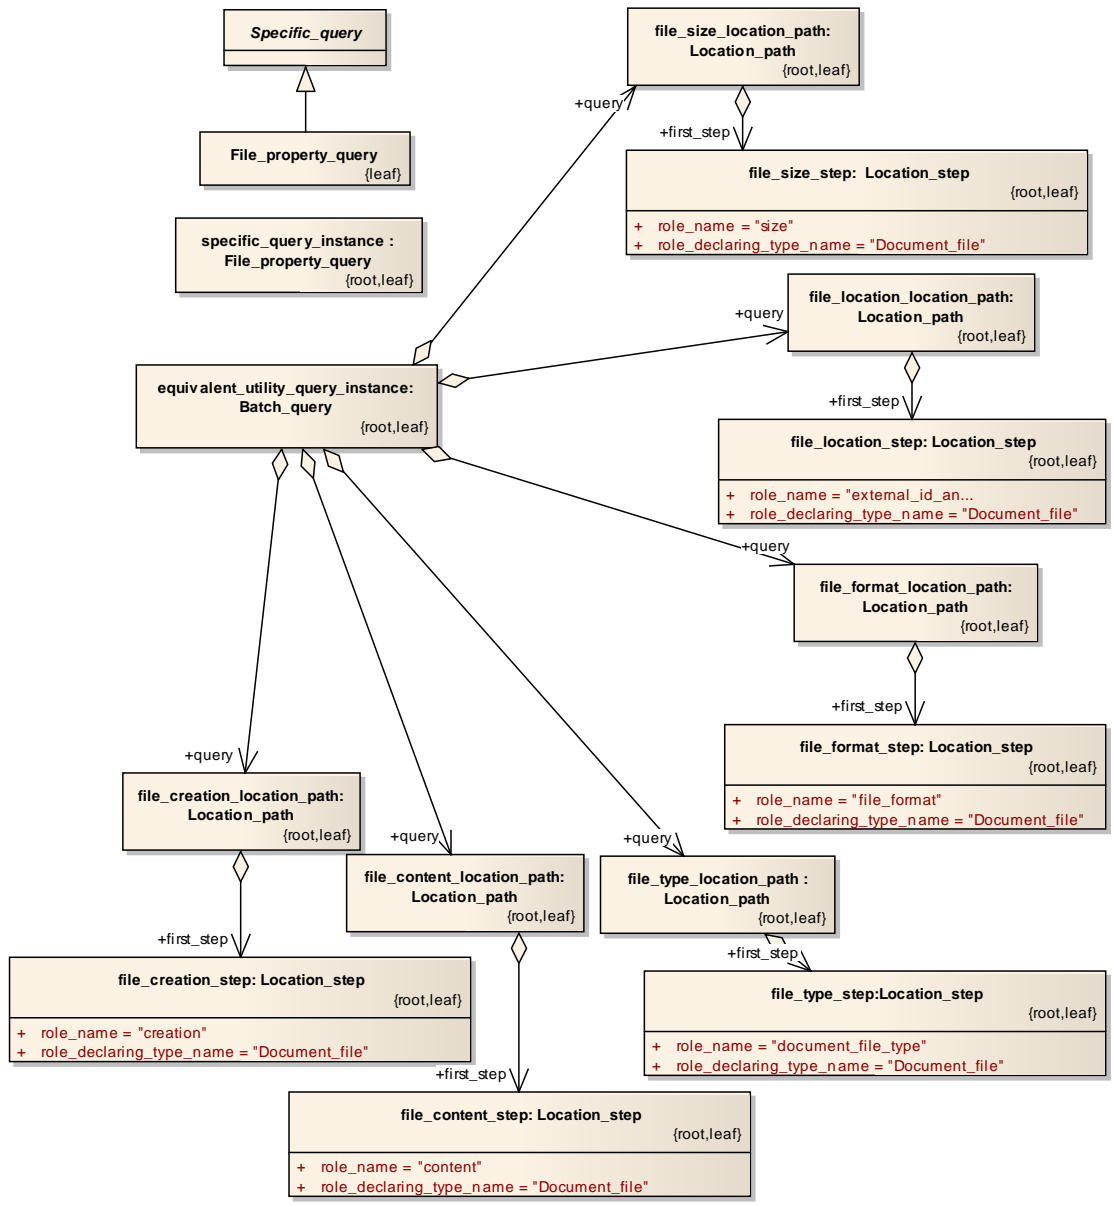 Specific_query
File_property_query
{leaf}
specific_query_instance :
File_property_query
{root,leaf}
file_size_location_path:
Location_path
{root,leaf}
+query
+first_step
file_size_step:  Location_step
{root,leaf}
+ role_name = "size"
+ role_declaring_type_name = "Document_file"
file_location_location_path:
Location_path
{root,leaf}
+query
+first_step
equivalent_utility_query_instance:
Batch_query
{root,leaf}
file_location_step: Location_step
{root,leaf}
+ role_name = "external_id_an...
+ role_declaring_type_name = "Document_file"
+query
file_format_location_path:
Location_path
{root,leaf}
+first_step
file_format_step: Location_step
{root,leaf}
+ role_name = "file_format"
+ role_declaring_type_name = "Document_file"
+query
file_creation_location_path:
Location_path
{root,leaf}
+query
file_content_location_path:
Location_path
{root,leaf}
+query
file_type_location_path :
Location_path
{root,leaf}
+first_step
file_creation_step: Location_step
{root,leaf}
+ role_name = "creation"
+ role_declaring_type_name = "Document_file"
+first_step
file_type_step:Location_step
{root,leaf}
+ role_name = "document_file_type"
+ role_declaring_type_name = "Document_file"
+first_step
file_content_step: Location_step
{root,leaf}
+ role_name = "content"
+ role_declaring_type_name = "Document_file"